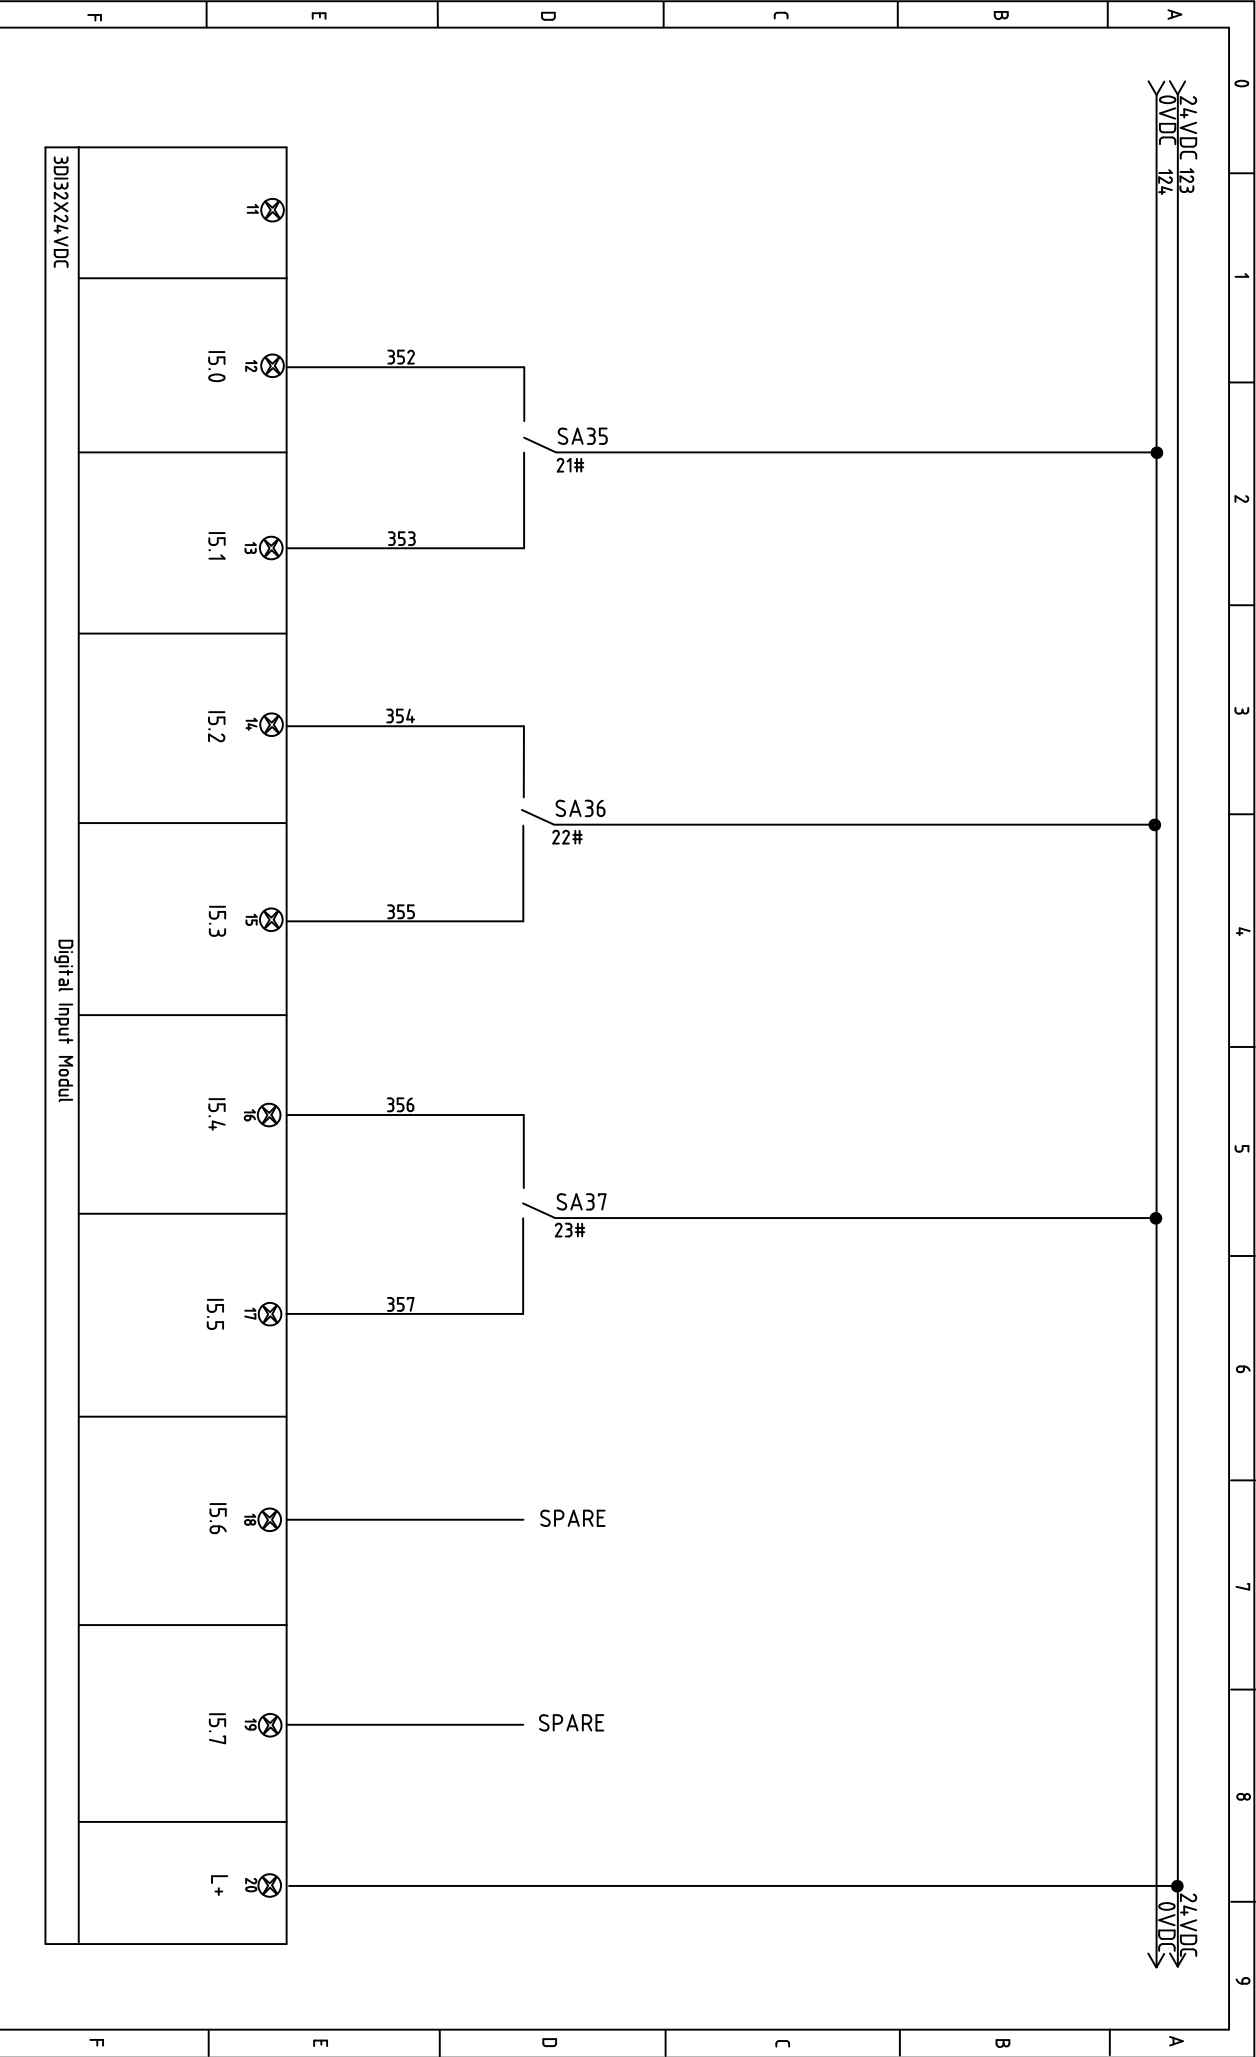 0 1 2 3 4 5 6 7 8 9
A
B
C
D
E
F
A
B
C
D
E
F
24VDC 123
0VDC 124
24VDC
0VDC
SA35
21#
SA36
22#
SA37
23#
SPARE
SPARE
352
353
354
355
356
357
11
12
13
14
15
16
17
18
19
20
I5.0
I5.1
I5.2
I5.3
I5.4
I5.5
I5.6
I5.7
L+
3DI32X24VDC
Digital Input Modul